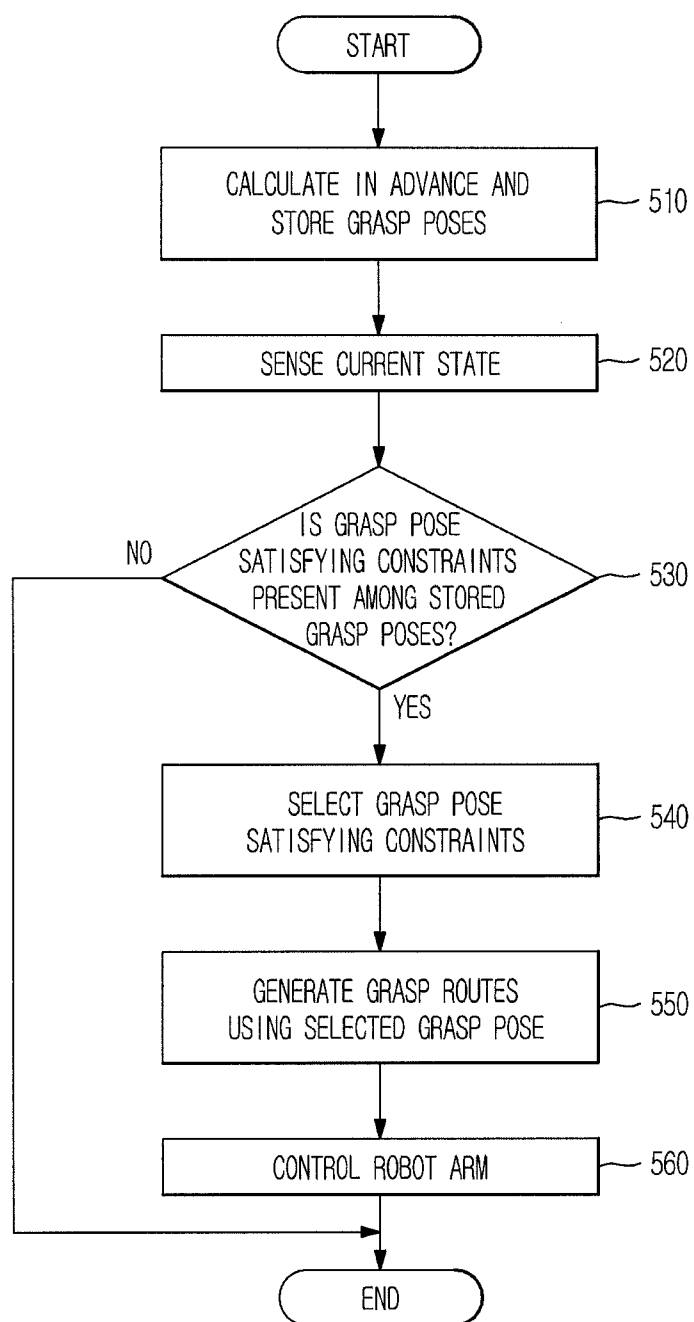 START
CALCULATE IN ADVANCE AND
STORE GRASP POSES
510
SENSE CURRENT STATE
520
IS GRASP POSE
SATISFYING CONSTRAINTS
PRESENT AMONG STORED
GRASP POSES?
530
NO
YES
SELECT GRASP POSE
SATISFYING CONSTRAINTS
540
GENERATE GRASP ROUTES
USING SELECTED GRASP POSE
550
CONTROL ROBOT ARM
560
END